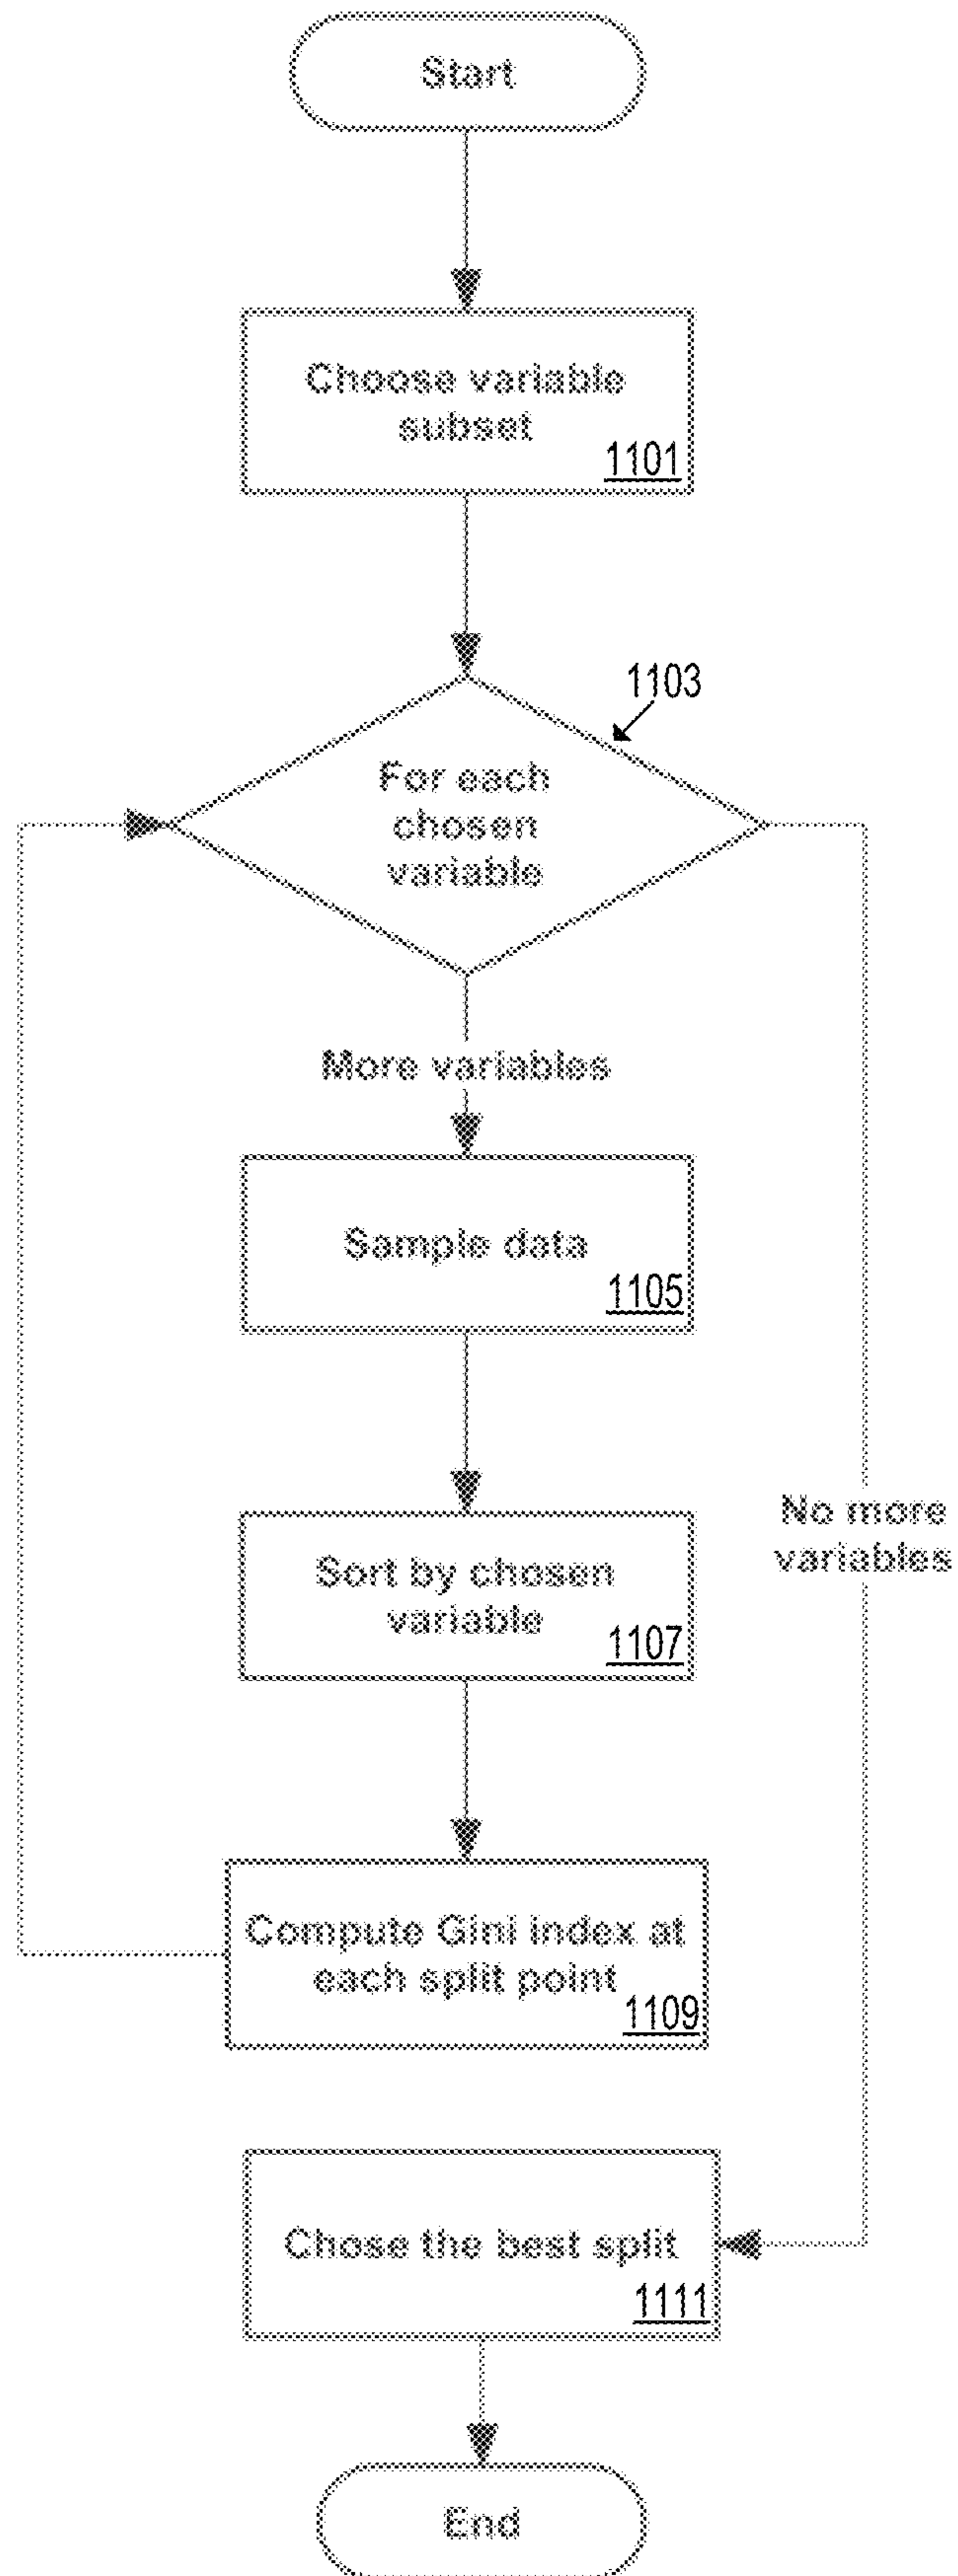 Start
Choose variable
subset
1101
1103
For each
chosen
variable
More variables
Sample data
1105
No more
variables
Sort by chosen
variable
1107
Compute Gini index at
each split point
1109
Chose the best split
1111
End